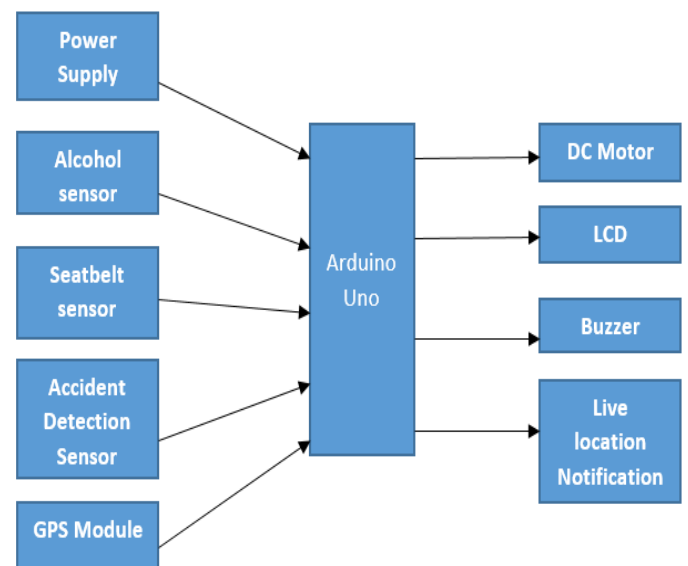 Power
Supply
Alcohol
sensor
Seatbelt
sensor
Accident
Detection
Sensor
GPS Module
Arduino
Uno
DC Motor
LCD
Buzzer
Live
location
Notification